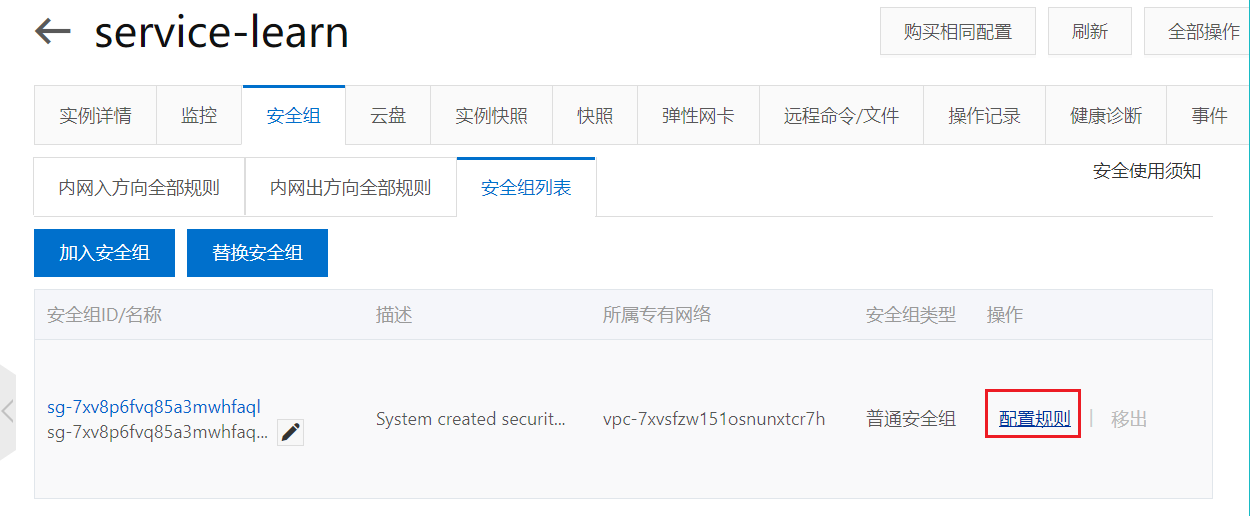 service-learn
购买相同配置 刷新 全部操作
实例详情 监控 安全组 云盘 实例快照 快照 弹性网卡 远程命令/文件 操作记录 健康诊断 事件
内网入方向全部规则 内网出方向全部规则 安全组列表 安全使用须知
加入安全组 替换安全组
安全组ID/名称 描述 所属专有网络 安全组类型 操作
sg-7xv8p6fvq85a3mwhfaql
sg-7xv8p6fvq85a3mwhfaq... System created securit... vpc-7xvsfzw151osnunxtcr7h 普通安全组 配置规则 | 移出